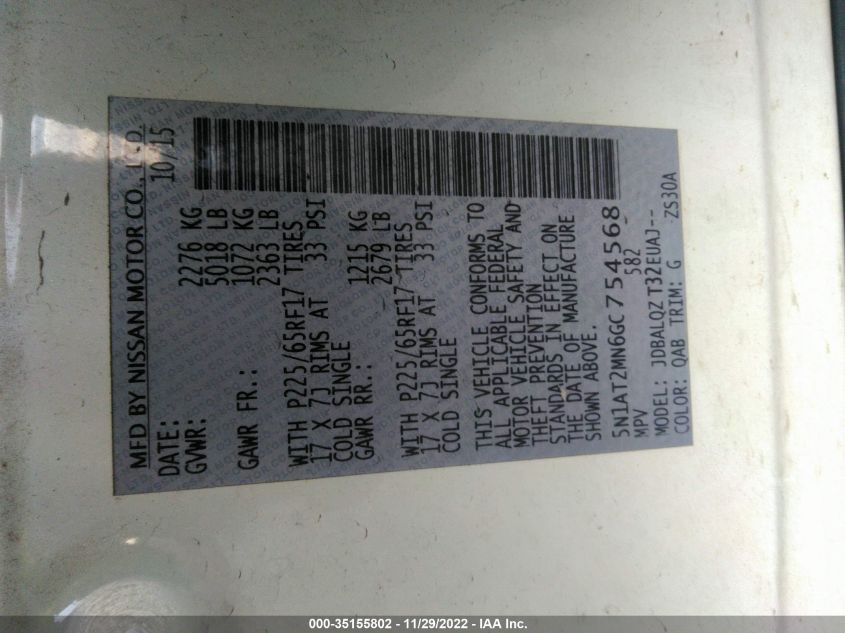 MFD BY NISSAN MOTOR CO., LTD.
DATE: 10/15
GVWR: 2276 KG
5018 LB
GAWR FR.: 1072 KG
2363 LB
WITH P225/65RF17 TIRES
17 X 7J RIMS AT 33 PSI
COLD SINGLE
GAWR RR.: 1215 KG
2679 LB
WITH P225/65RF17 TIRES
17 X 7J RIMS AT 33 PSI
COLD SINGLE
THIS VEHICLE CONFORMS TO
ALL APPLICABLE FEDERAL
MOTOR VEHICLE SAFETY AND
THEFT PREVENTION
STANDARDS IN EFFECT ON
THE DATE OF MANUFACTURE
SHOWN ABOVE.
5N1AT2MN6GC754568
MPV 582
MODEL: JDBALQZ T32EUAJ--
COLOR: QAB TRIM: G ZS30A
000-35155802 - 11/29/2022 - IAA Inc.